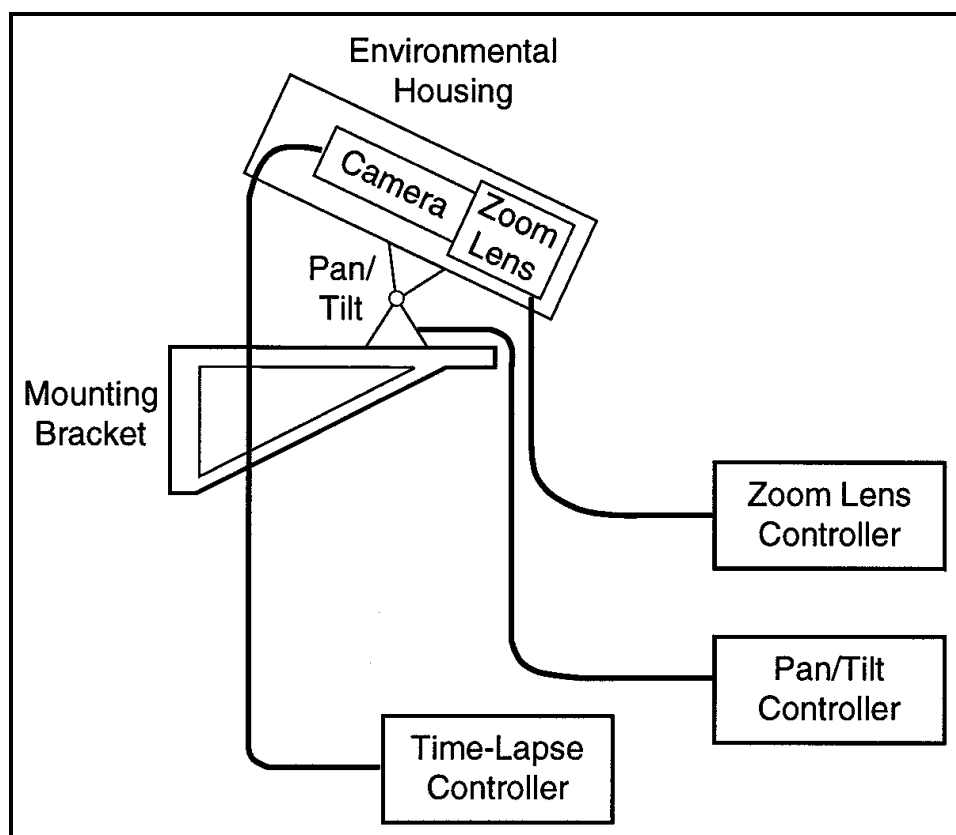 Environmental
Housing
Camera
Zoom
Lens
Pan/
Tilt
Mounting
Bracket
Zoom Lens
Controller
Pan/Tilt
Controller
Time-Lapse
Controller